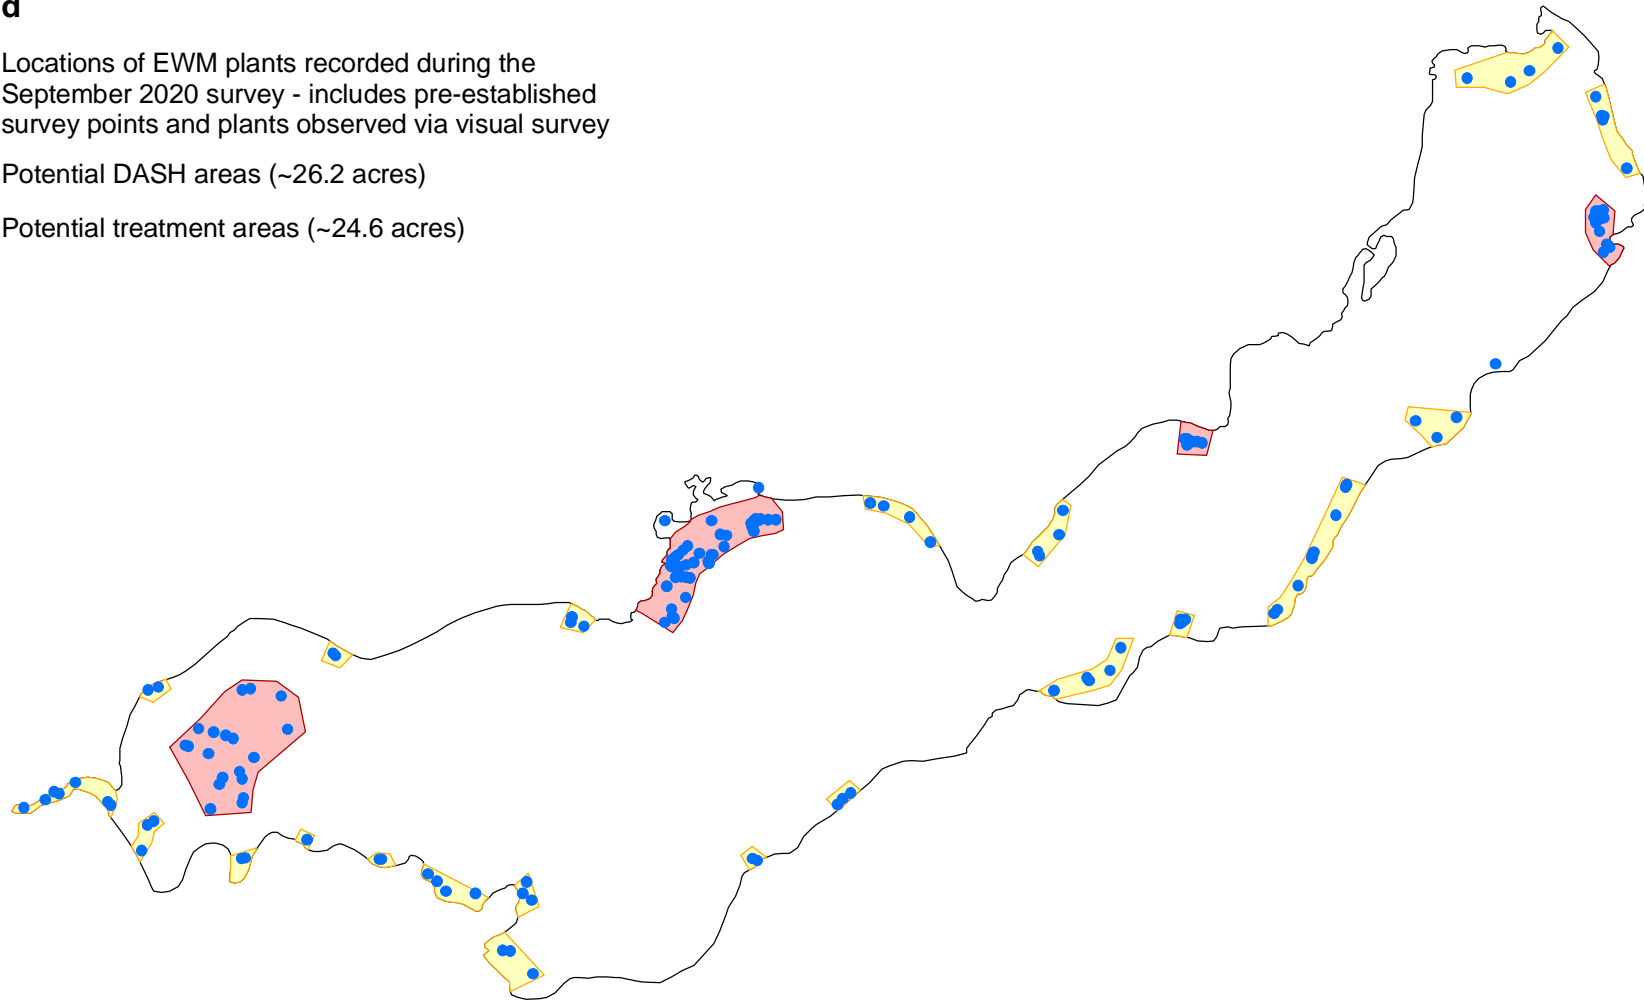 d
Locations of EWM plants recorded during the
September 2020 survey - includes pre-established
survey points and plants observed via visual survey
Potential DASH areas (~26.2 acres)
Potential treatment areas (~24.6 acres)